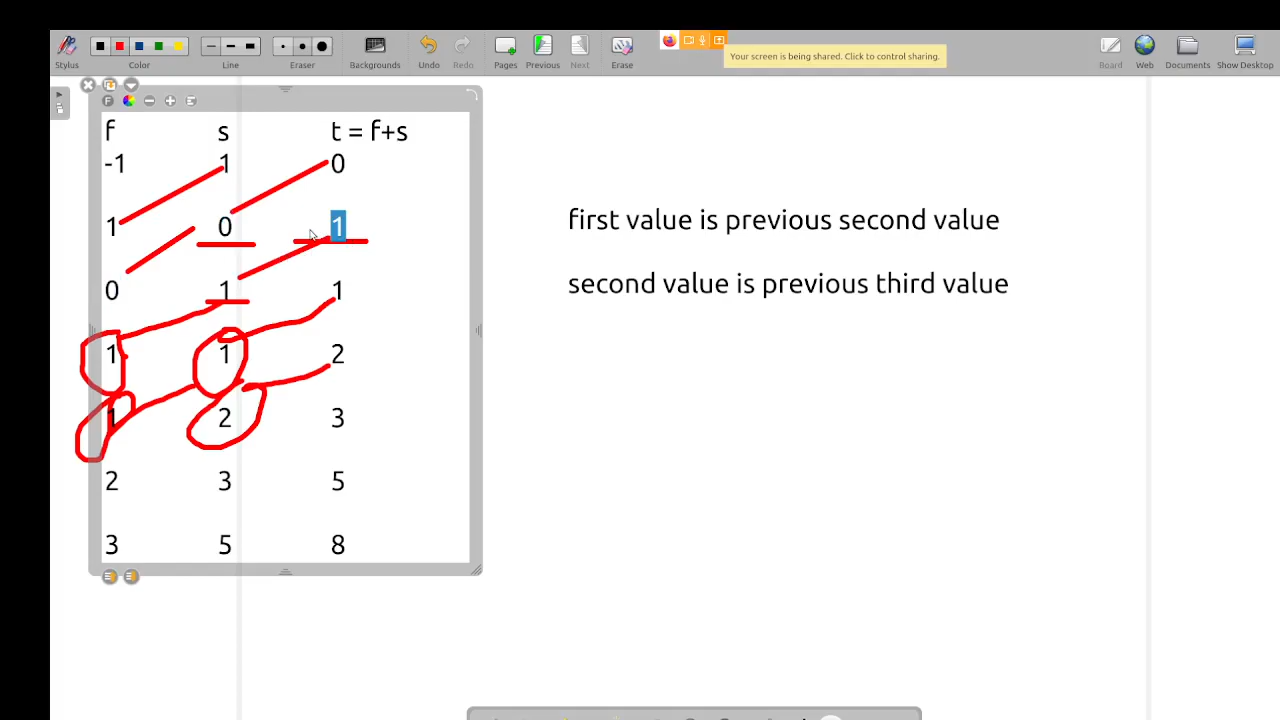 Stylus Color Line Eraser Backgrounds Undo Redo Pages Previous Next Erase Board Web Documents Show Desktop
Your screen is being shared. Click to control sharing.
f s t = f+s
-1 1 0
1 0 1
0 1 1
1 1 2
1 2 3
2 3 5
3 5 8
first value is previous second value
second value is previous third value